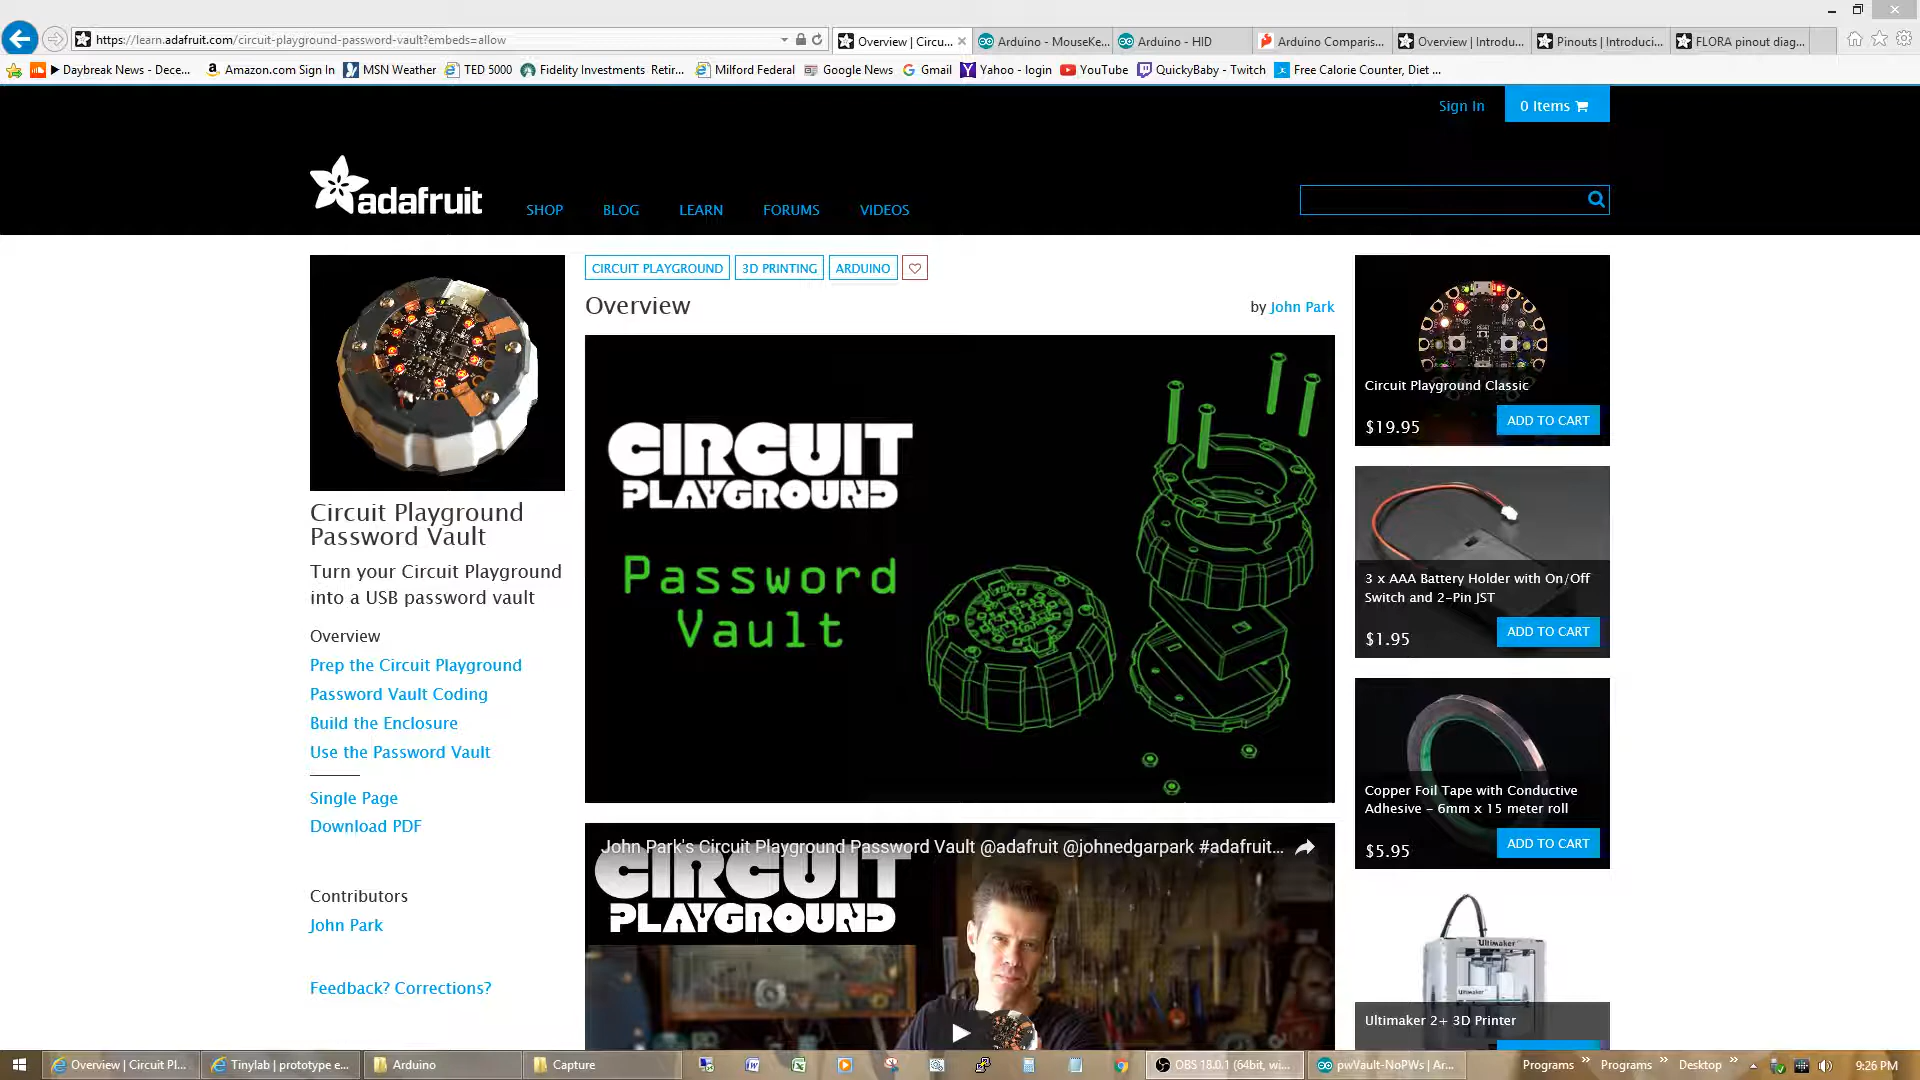 https://learn.adafruit.com/circuit-playground-password-vault?embeds=allow
Overview | Circu...
Arduino - MouseKe...
Arduino - HID
Arduino Comparis...
Overview | Introdu...
Pinouts | Introduci...
FLORA pinout diag...
Daybreak News - Dece...
Amazon.com Sign In
MSN Weather
TED 5000
Fidelity Investments Retir...
Milford Federal
Google News
Gmail
Yahoo - login
YouTube
QuickyBaby - Twitch
Free Calorie Counter, Diet ...
Sign In
0 Items
adafruit
SHOP
BLOG
LEARN
FORUMS
VIDEOS
Circuit Playground
Password Vault
Turn your Circuit Playground
into a USB password vault
Overview
Prep the Circuit Playground
Password Vault Coding
Build the Enclosure
Use the Password Vault
Single Page
Download PDF
Contributors
John Park
Feedback? Corrections?
CIRCUIT PLAYGROUND
3D PRINTING
ARDUINO
Overview
by John Park
CIRCUIT
PLAYGROUND
Password
Vault
John Park's Circuit Playground Password Vault @adafruit @johnedgarpark #adafruit...
CIRCUIT
PLAYGROUND
Circuit Playground Classic
$19.95
ADD TO CART
3 x AAA Battery Holder with On/Off
Switch and 2-Pin JST
$1.95
ADD TO CART
Copper Foil Tape with Conductive
Adhesive - 6mm x 15 meter roll
$5.95
ADD TO CART
Ultimaker
Ultimaker 2+ 3D Printer
Overview | Circuit Pl...
Tinylab | prototype e...
Arduino
Capture
OBS 18.0.1 (64bit, wi...
pwVault-NoPWs | Ar...
Programs
Programs
Desktop
9:26 PM